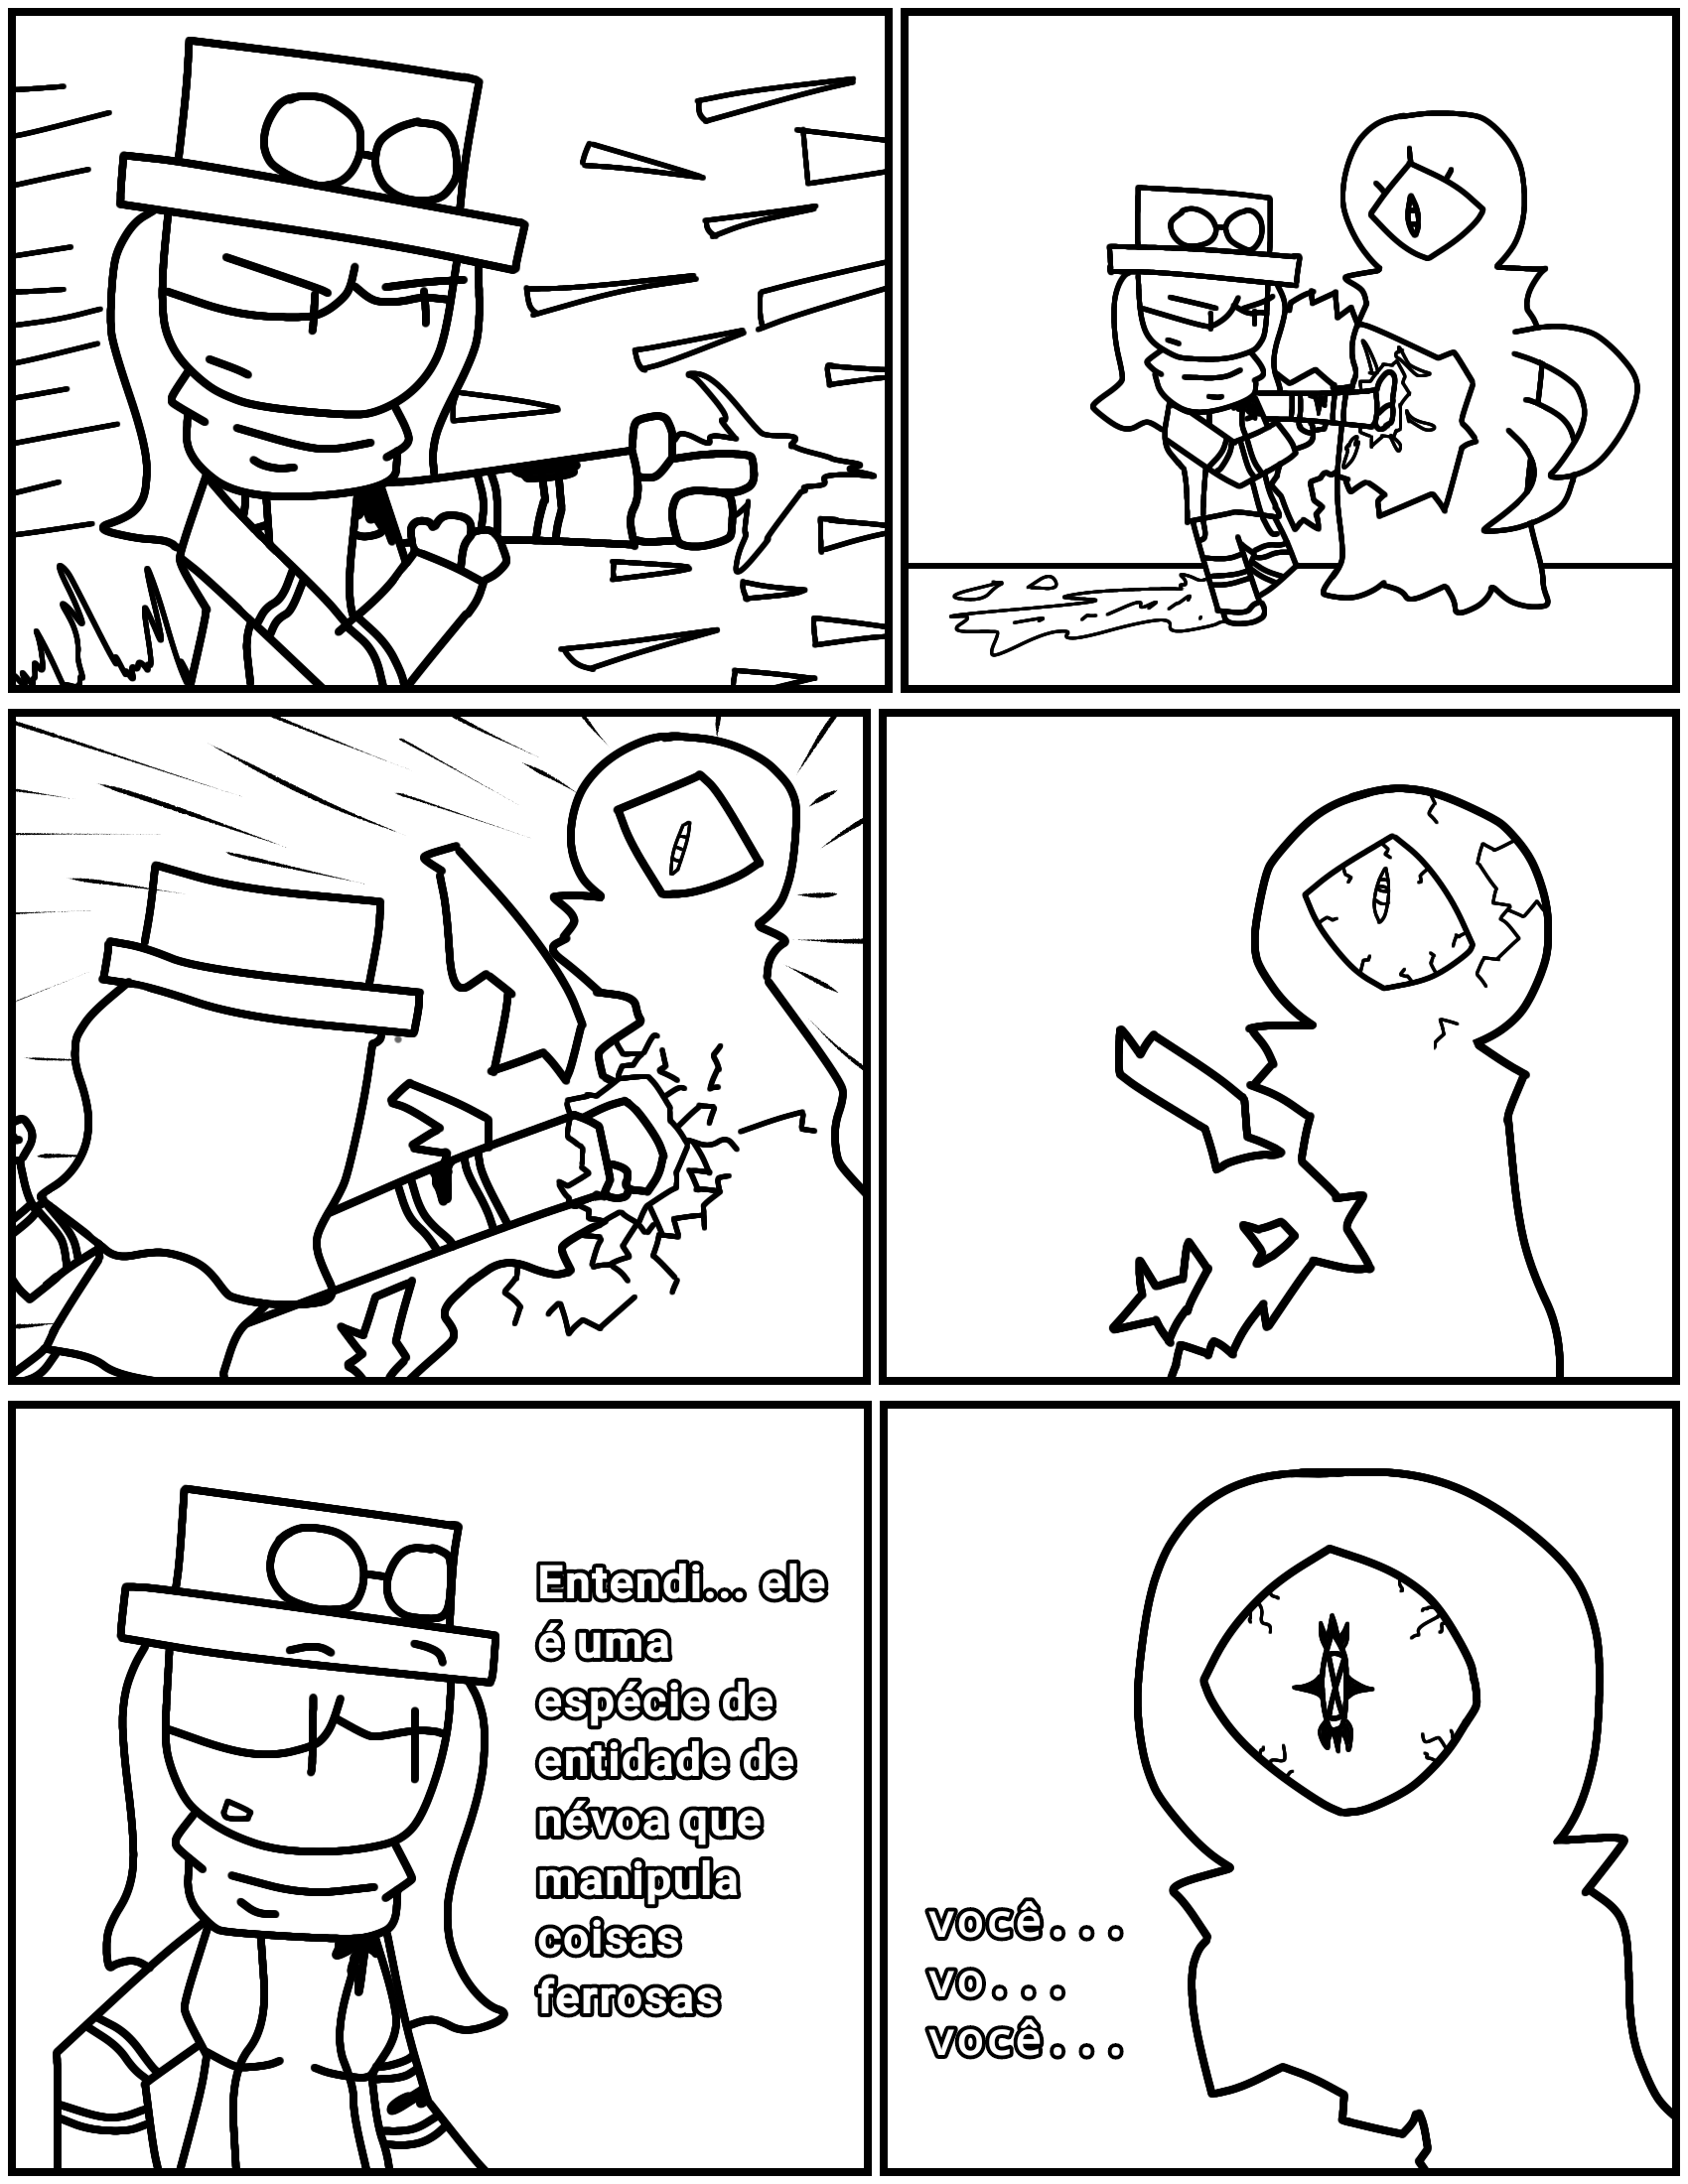 Entendi... ele
é uma
espécie de
entidade de
névoa que
manipula
coisas
ferrosas
você...
vo...
você...